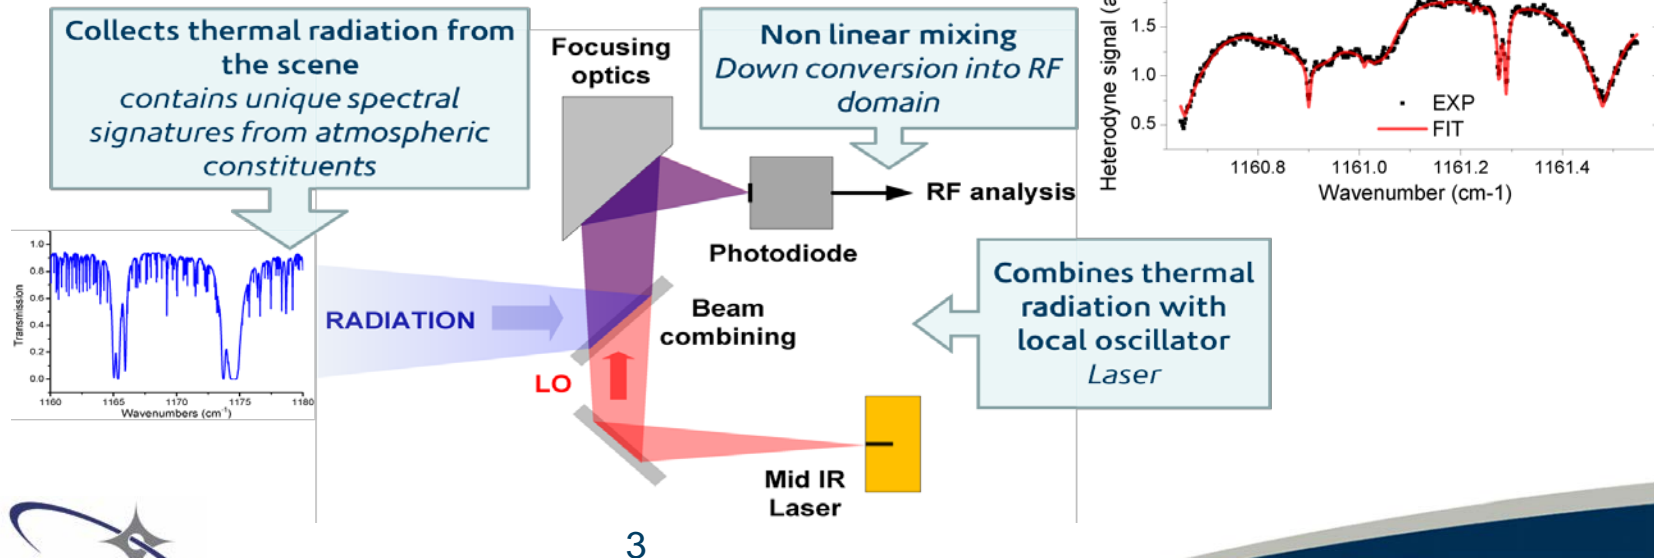 Collects thermal radiation from
the scene
contains unique spectral
signatures from atmospheric
constituents
Focusing
optics
Non linear mixing
Down conversion into RF
domain
Heterodyne signal (a
1.5
1.0
0.5
EXP
FIT
1160.8
1161.0
1161.2
1161.4
Wavenumber (cm-1)
RF analysis
Photodiode
1.0
0.8
0.6
0.4
0.2
0.0
Transmission
1160
1165
1170
1175
1180
Wavenumbers (cm⁻¹)
RADIATION
Beam
combining
LO
Combines thermal
radiation with
local oscillator
Laser
Mid IR
Laser
3